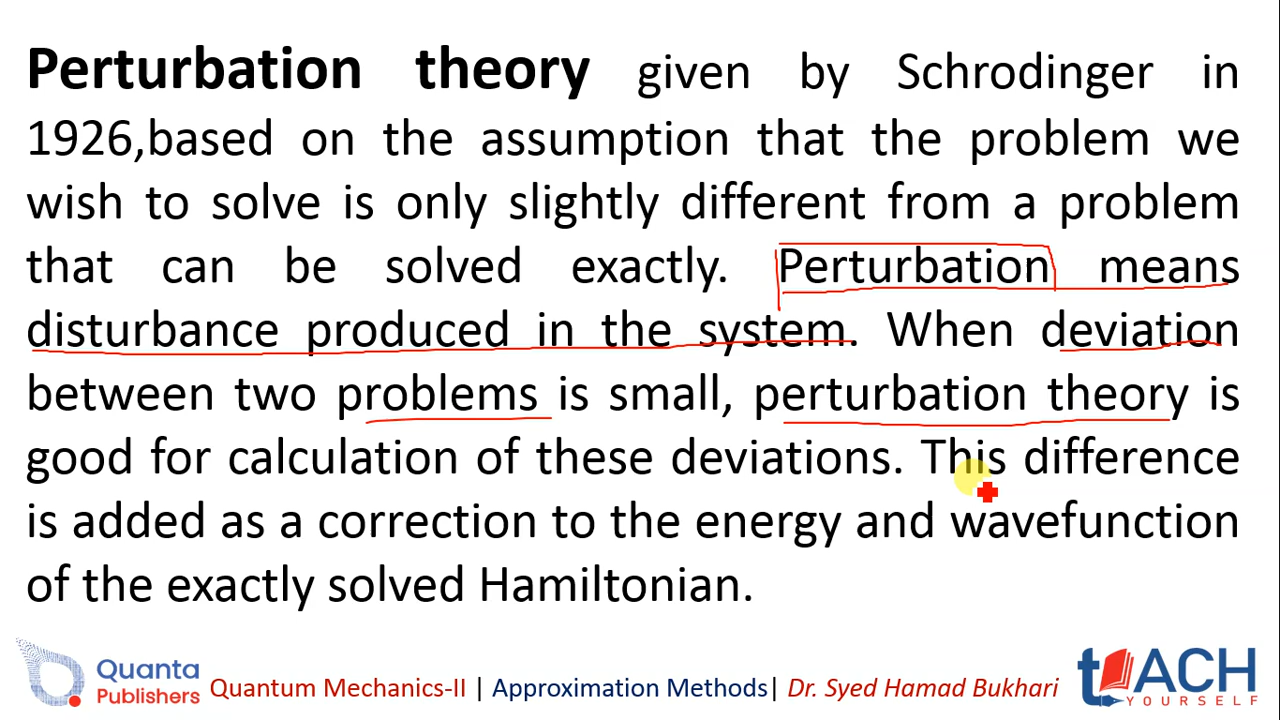 Perturbation theory given by Schrodinger in
1926,based on the assumption that the problem we
wish to solve is only slightly different from a problem
that can be solved exactly. Perturbation means
disturbance produced in the system. When deviation
between two problems is small, perturbation theory is
good for calculation of these deviations. This difference
is added as a correction to the energy and wavefunction
of the exactly solved Hamiltonian.
Quanta
Publishers
Quantum Mechanics-II | Approximation Methods| Dr. Syed Hamad Bukhari
tEACH
YOURSELF